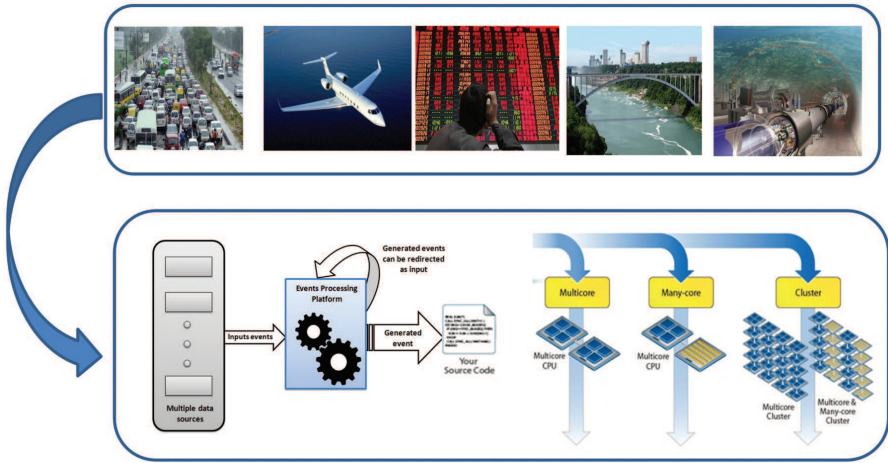 Generated events
can be redirected
as input
Events Processing
Platform
Inputs events
Generated
event
Your
Source Code
Multiple data
sources
Multicore
Many-core
Cluster
Multicore
CPU
Multicore
CPU
Multicore
Cluster
Multicore &
Many-core
Cluster